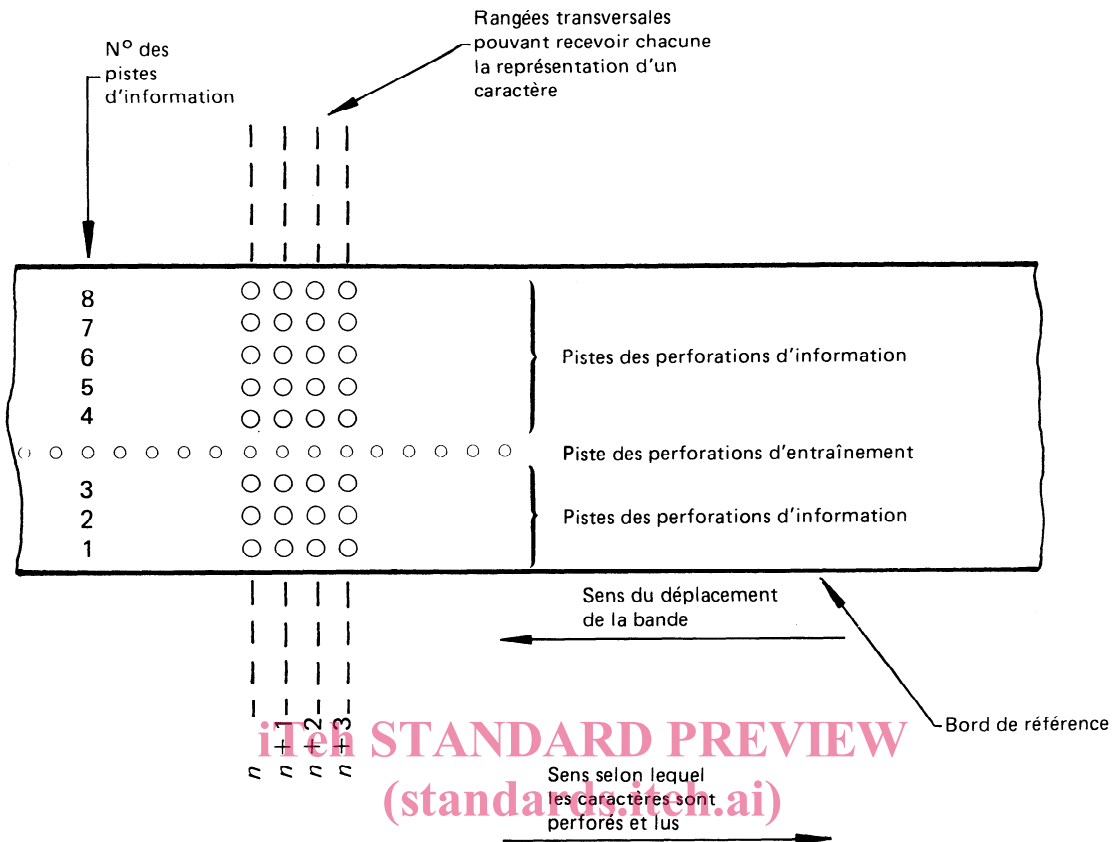 Rangées transversales
pouvant recevoir chacune
la représentation d'un
caractère
N° des
pistes
d'information
8
7
6
5
4
3
2
1
Pistes des perforations d'information
Piste des perforations d'entraînement
Pistes des perforations d'information
Sens du déplacement
de la bande
Bord de référence
n
n + 1
n + 2
n + 3
iTeh STANDARD PREVIEW
(standards.iteh.ai)
Sens selon lequel
les caractères sont
perforés et lus